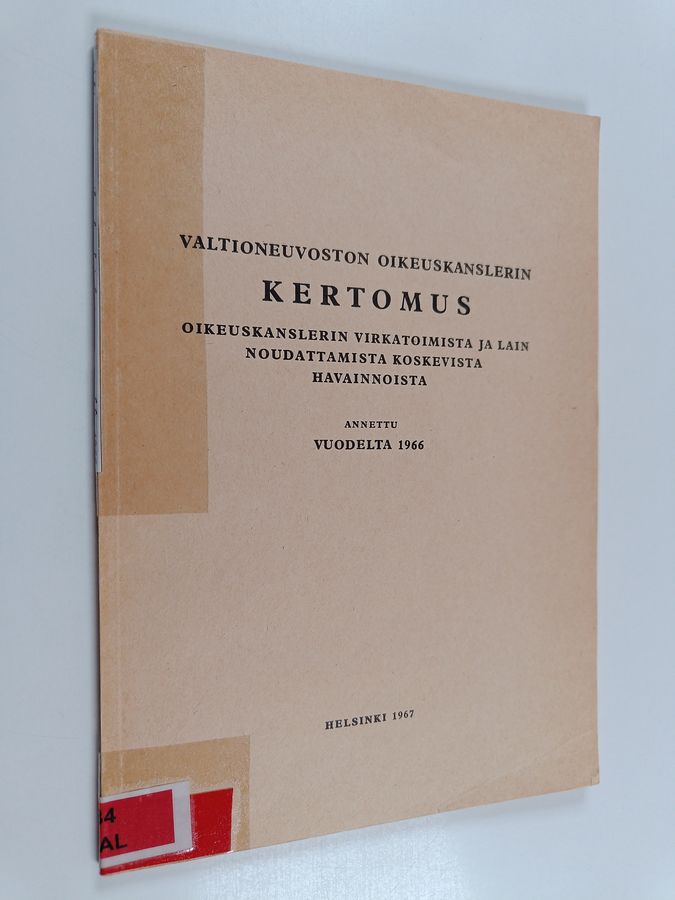 VALTIONEUVOSTON OIKEUSKANSLERIN
KERTOMUS
OIKEUSKANSLERIN VIRKATOIMISTA JA LAIN
NOUDATTAMISTA KOSKEVISTA
HAVAINNOISTA
ANNETTU
VUODELTA 1966
HELSINKI 1967